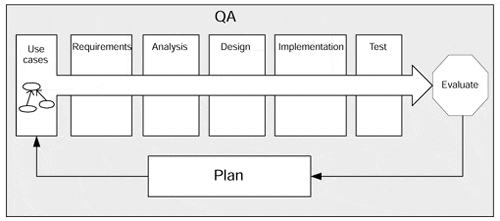 QA
Use
cases
Requirements
Analysis
Design
Implementation
Test
Evaluate
Plan